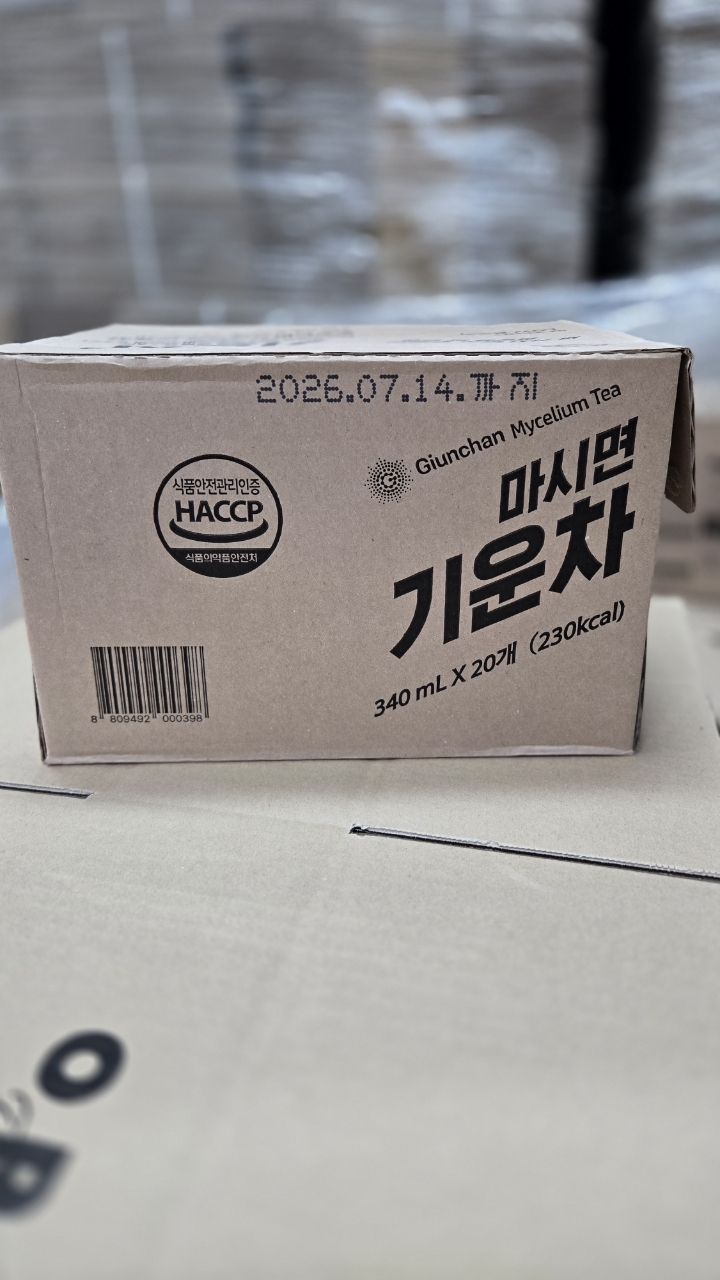 2026.07.14.까지
Giunchan Mycelium Tea
마시면
기운차
340 mL X 20개 (230kcal)
식품안전관리인증
HACCP
식품의약품안전처
8 809492 000398